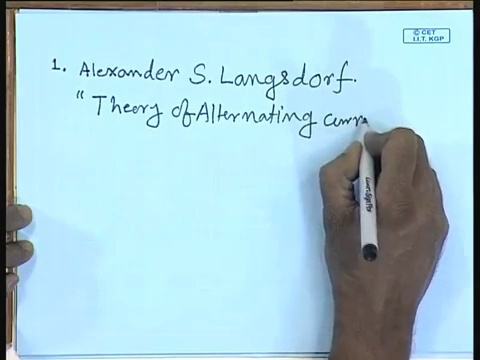 © CET
I.I.T. KGP
1. Alexander S. Langsdorf.
" Theory of Alternating curr